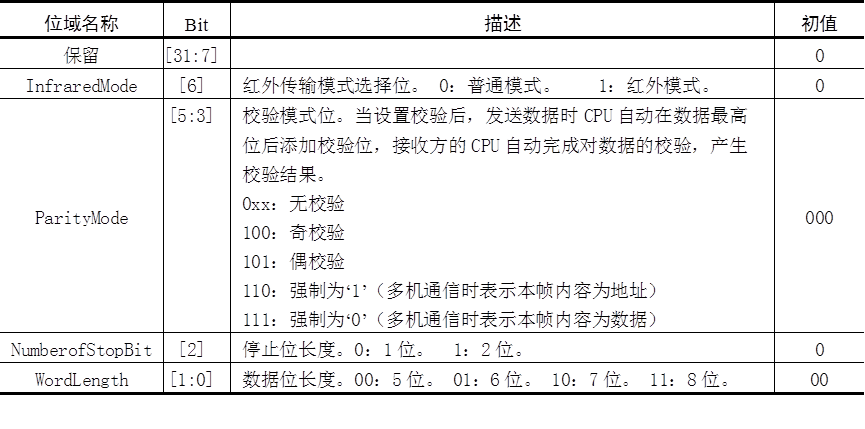 位域名称 Bit 描述 初值
保留 [31:7] 0
InfraredMode [6] 红外传输模式选择位。 0：普通模式。 1：红外模式。 0
[5:3] 校验模式位。当设置校验后，发送数据时 CPU 自动在数据最高
位后添加校验位，接收方的 CPU 自动完成对数据的校验，产生
校验结果。
0xx：无校验
ParityMode 000
100：奇校验
101：偶校验
110：强制为‘1’（多机通信时表示本帧内容为地址）
111：强制为‘0’（多机通信时表示本帧内容为数据）
NumberofStopBit [2] 停止位长度。0：1 位。 1：2 位。 0
WordLength [1:0] 数据位长度。00：5 位。 01：6 位。 10：7 位。 11：8 位。 00